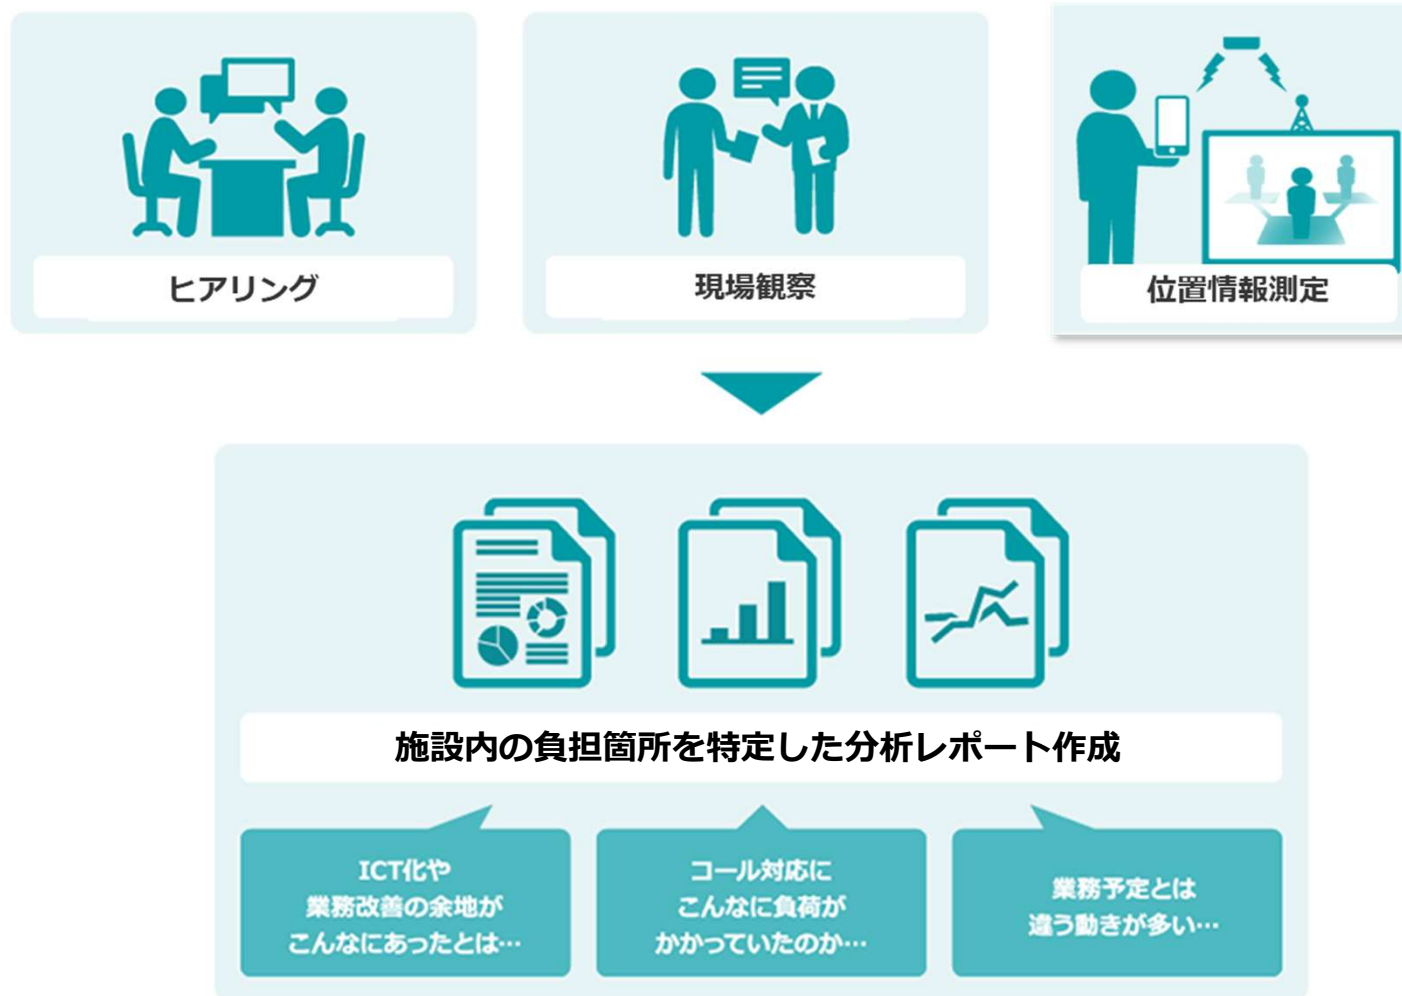 ヒアリング
現場観察
位置情報測定
施設内の負担箇所を特定した分析レポート作成
ICT化や
業務改善の余地が
こんなにあったとは…
コール対応に
こんなに負荷が
かかっていたのか…
業務予定とは
違う動きが多い…